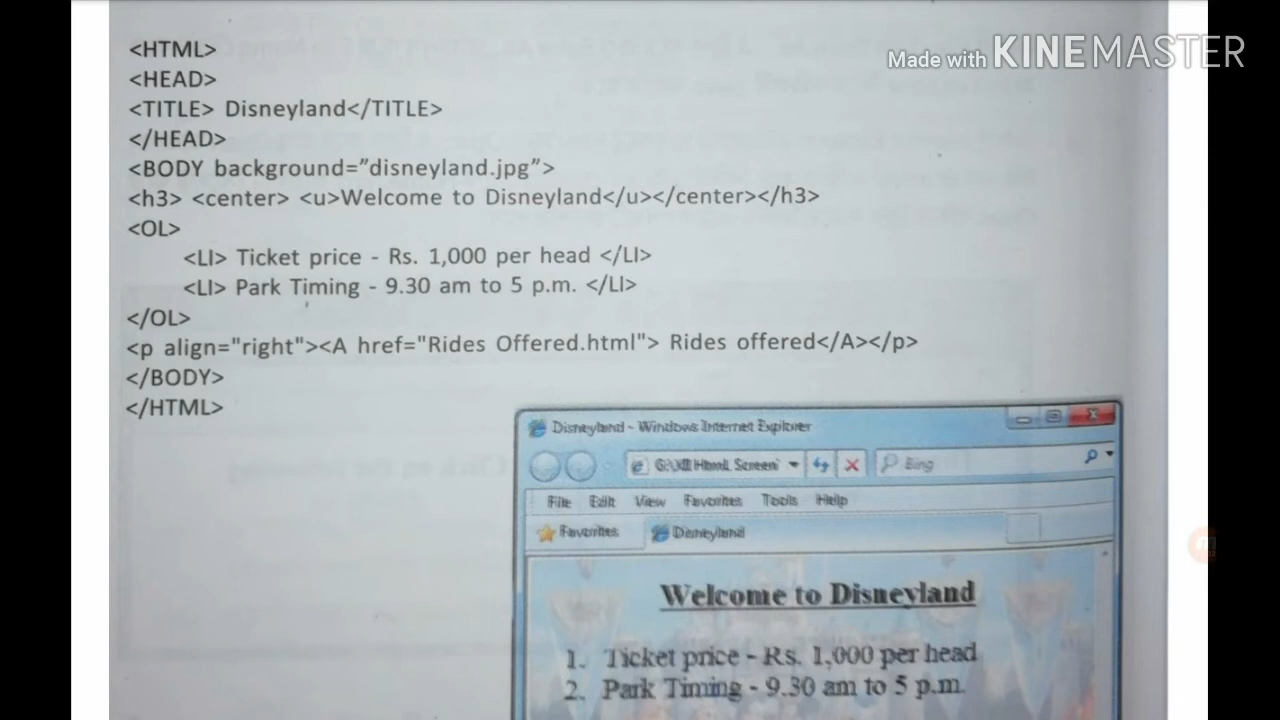 Made with KINEMASTER
<HTML>
<HEAD>
<TITLE> Disneyland</TITLE>
</HEAD>
<BODY background=”disneyland.jpg”>
<h3> <center> <u>Welcome to Disneyland</u></center></h3>
<OL>
<LI> Ticket price - Rs. 1,000 per head </LI>
<LI> Park Timing - 9.30 am to 5 p.m. </LI>
</OL>
<p align="right"><A href="Rides Offered.html"> Rides offered</A></p>
</BODY>
</HTML>
Disneyland - Windows Internet Explorer
Html Screen Bing
File Edit View Favorites Tools Help
Favorites Disneyland
Welcome to Disneyland
1. Ticket price - Rs. 1,000 per head
2. Park Timing - 9.30 am to 5 p.m.